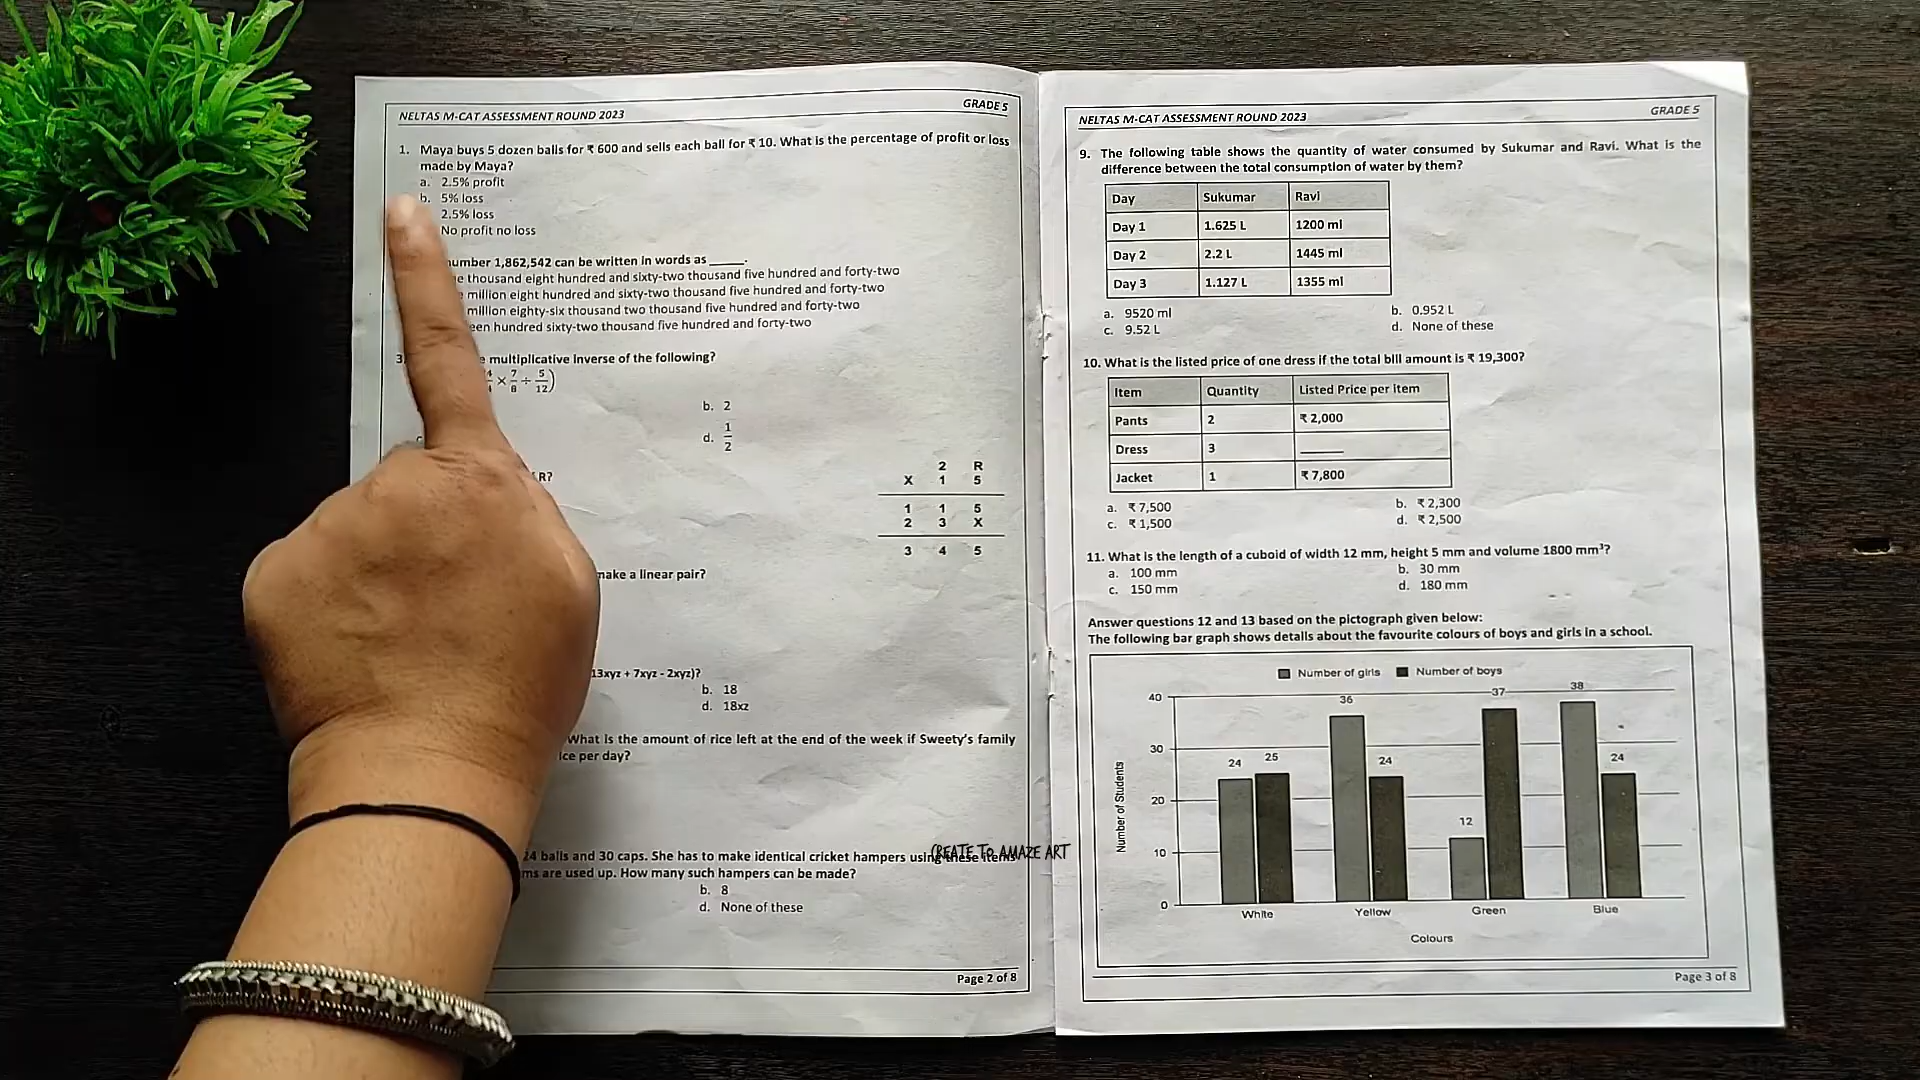 NELTAS M-CAT ASSESSMENT ROUND 2023
GRADE 5
1. Maya buys 5 dozen balls for ₹ 600 and sells each ball for ₹ 10. What is the percentage of profit or loss
made by Maya?
a. 2.5% profit
b. 5% loss
2.5% loss
No profit no loss
number 1,862,542 can be written in words as _____.
thousand eight hundred and sixty-two thousand five hundred and forty-two
million eight hundred and sixty-two thousand five hundred and forty-two
million eighty-six thousand two thousand five hundred and forty-two
hundred sixty-two thousand five hundred and forty-two
3
multiplicative inverse of the following?
× 7/8 ÷ 5/12)
b. 2
d. 1/2
R?
2 R
X 1 5
1 1 5
2 3 X
3 4 5
make a linear pair?
13xyz + 7xyz - 2xyz)?
b. 18
d. 18xz
What is the amount of rice left at the end of the week if Sweety's family
per day?
24 balls and 30 caps. She has to make identical cricket hampers using these items
are used up. How many such hampers can be made?
b. 8
d. None of these
Page 2 of 8
CREATE TO AMAZE ART
NELTAS M-CAT ASSESSMENT ROUND 2023
GRADE 5
9. The following table shows the quantity of water consumed by Sukumar and Ravi. What is the
difference between the total consumption of water by them?
Day Sukumar Ravi
Day 1 1.625 L 1200 ml
Day 2 2.2 L 1445 ml
Day 3 1.127 L 1355 ml
a. 9520 ml b. 0.952 L
c. 9.52 L d. None of these
10. What is the listed price of one dress if the total bill amount is ₹ 19,300?
Item Quantity Listed Price per item
Pants 2 ₹ 2,000
Dress 3 ______
Jacket 1 ₹ 7,800
a. ₹ 7,500 b. ₹ 2,300
c. ₹ 1,500 d. ₹ 2,500
11. What is the length of a cuboid of width 12 mm, height 5 mm and volume 1800 mm³?
a. 100 mm b. 30 mm
c. 150 mm d. 180 mm
Answer questions 12 and 13 based on the pictograph given below:
The following bar graph shows details about the favourite colours of boys and girls in a school.
Number of girls Number of boys
Number of Students
40
30
20
10
0
24 25 36 24 12 37 38 24
White Yellow Green Blue
Colours
Page 3 of 8